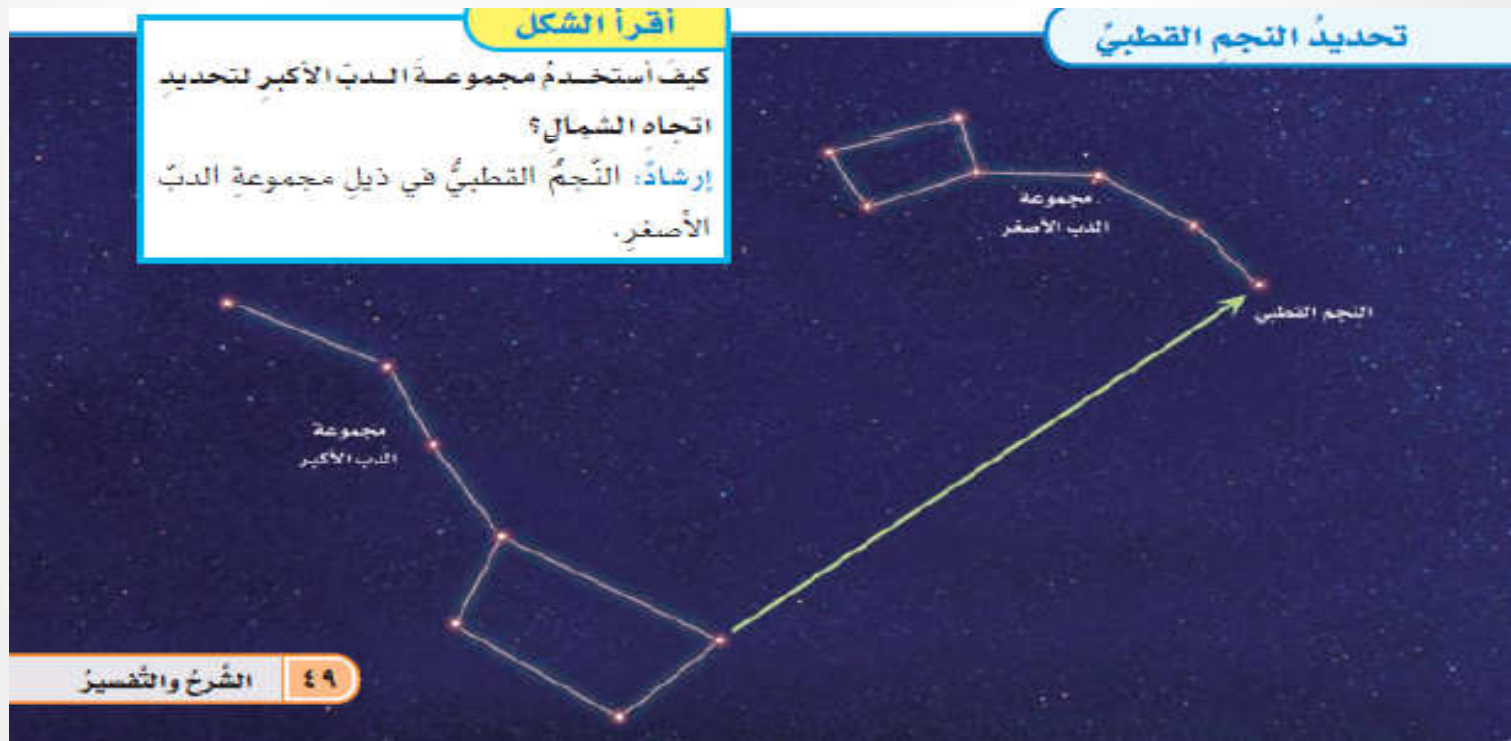 تحديدُ النجمِ القطبيِّ
أقرأ الشكل
كيفَ أستخدمُ مجموعةَ الدبّ الأكبرِ لتحديدِ
اتجاهِ الشمالِ؟
إرشادٌ: النّجمُ القطبيُّ في ذيلِ مجموعةِ الدبّ
الأصغرِ.
مجموعة
الدب الأصغر
النجم القطبي
مجموعة
الدب الأكبر
٤٩ الشَّرحُ والتَّفسيرُ